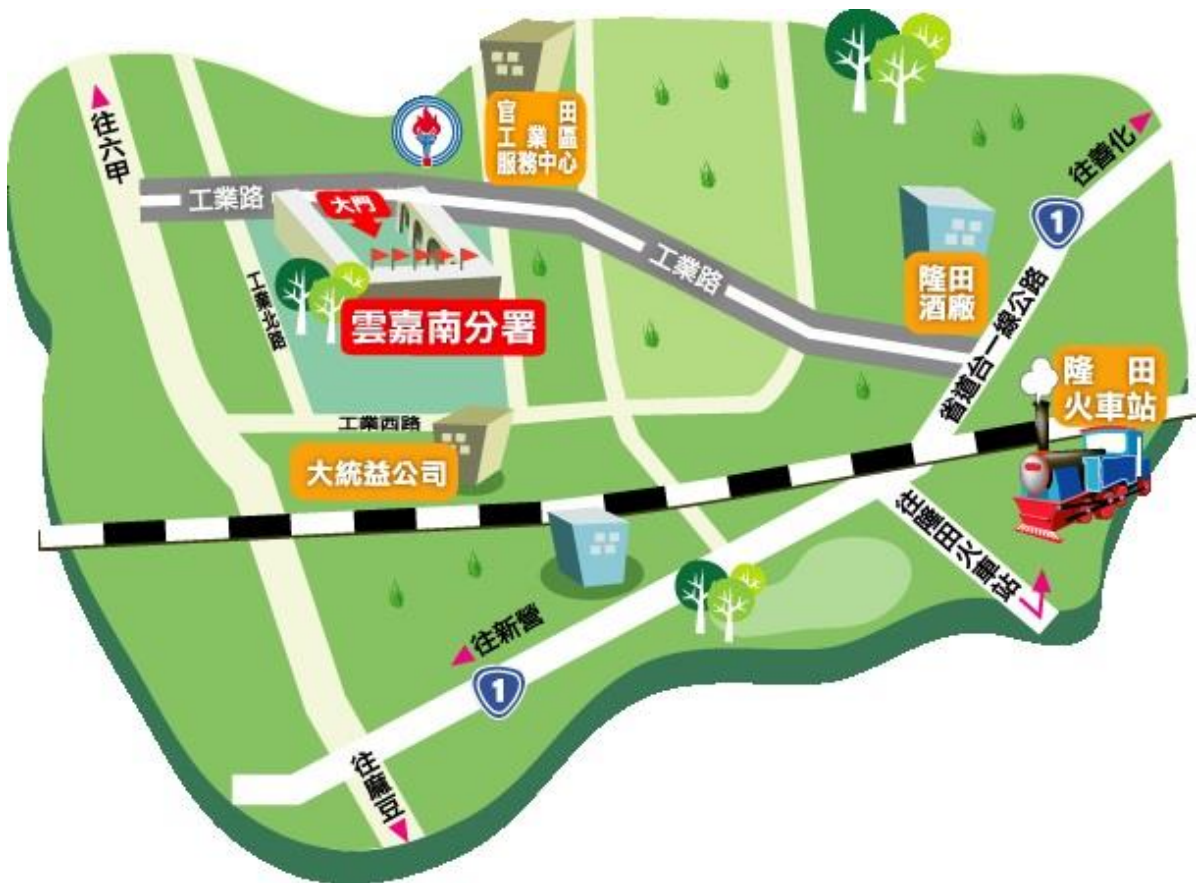 官田
工業區
服務中心
往六甲
往善化
1
工業路
大門
工業路
隆田
酒廠
工業北路
雲嘉南分署
省道台一線公路
隆田
火車站
工業西路
大統益公司
往隆田火車站
往新營
1
往麻豆